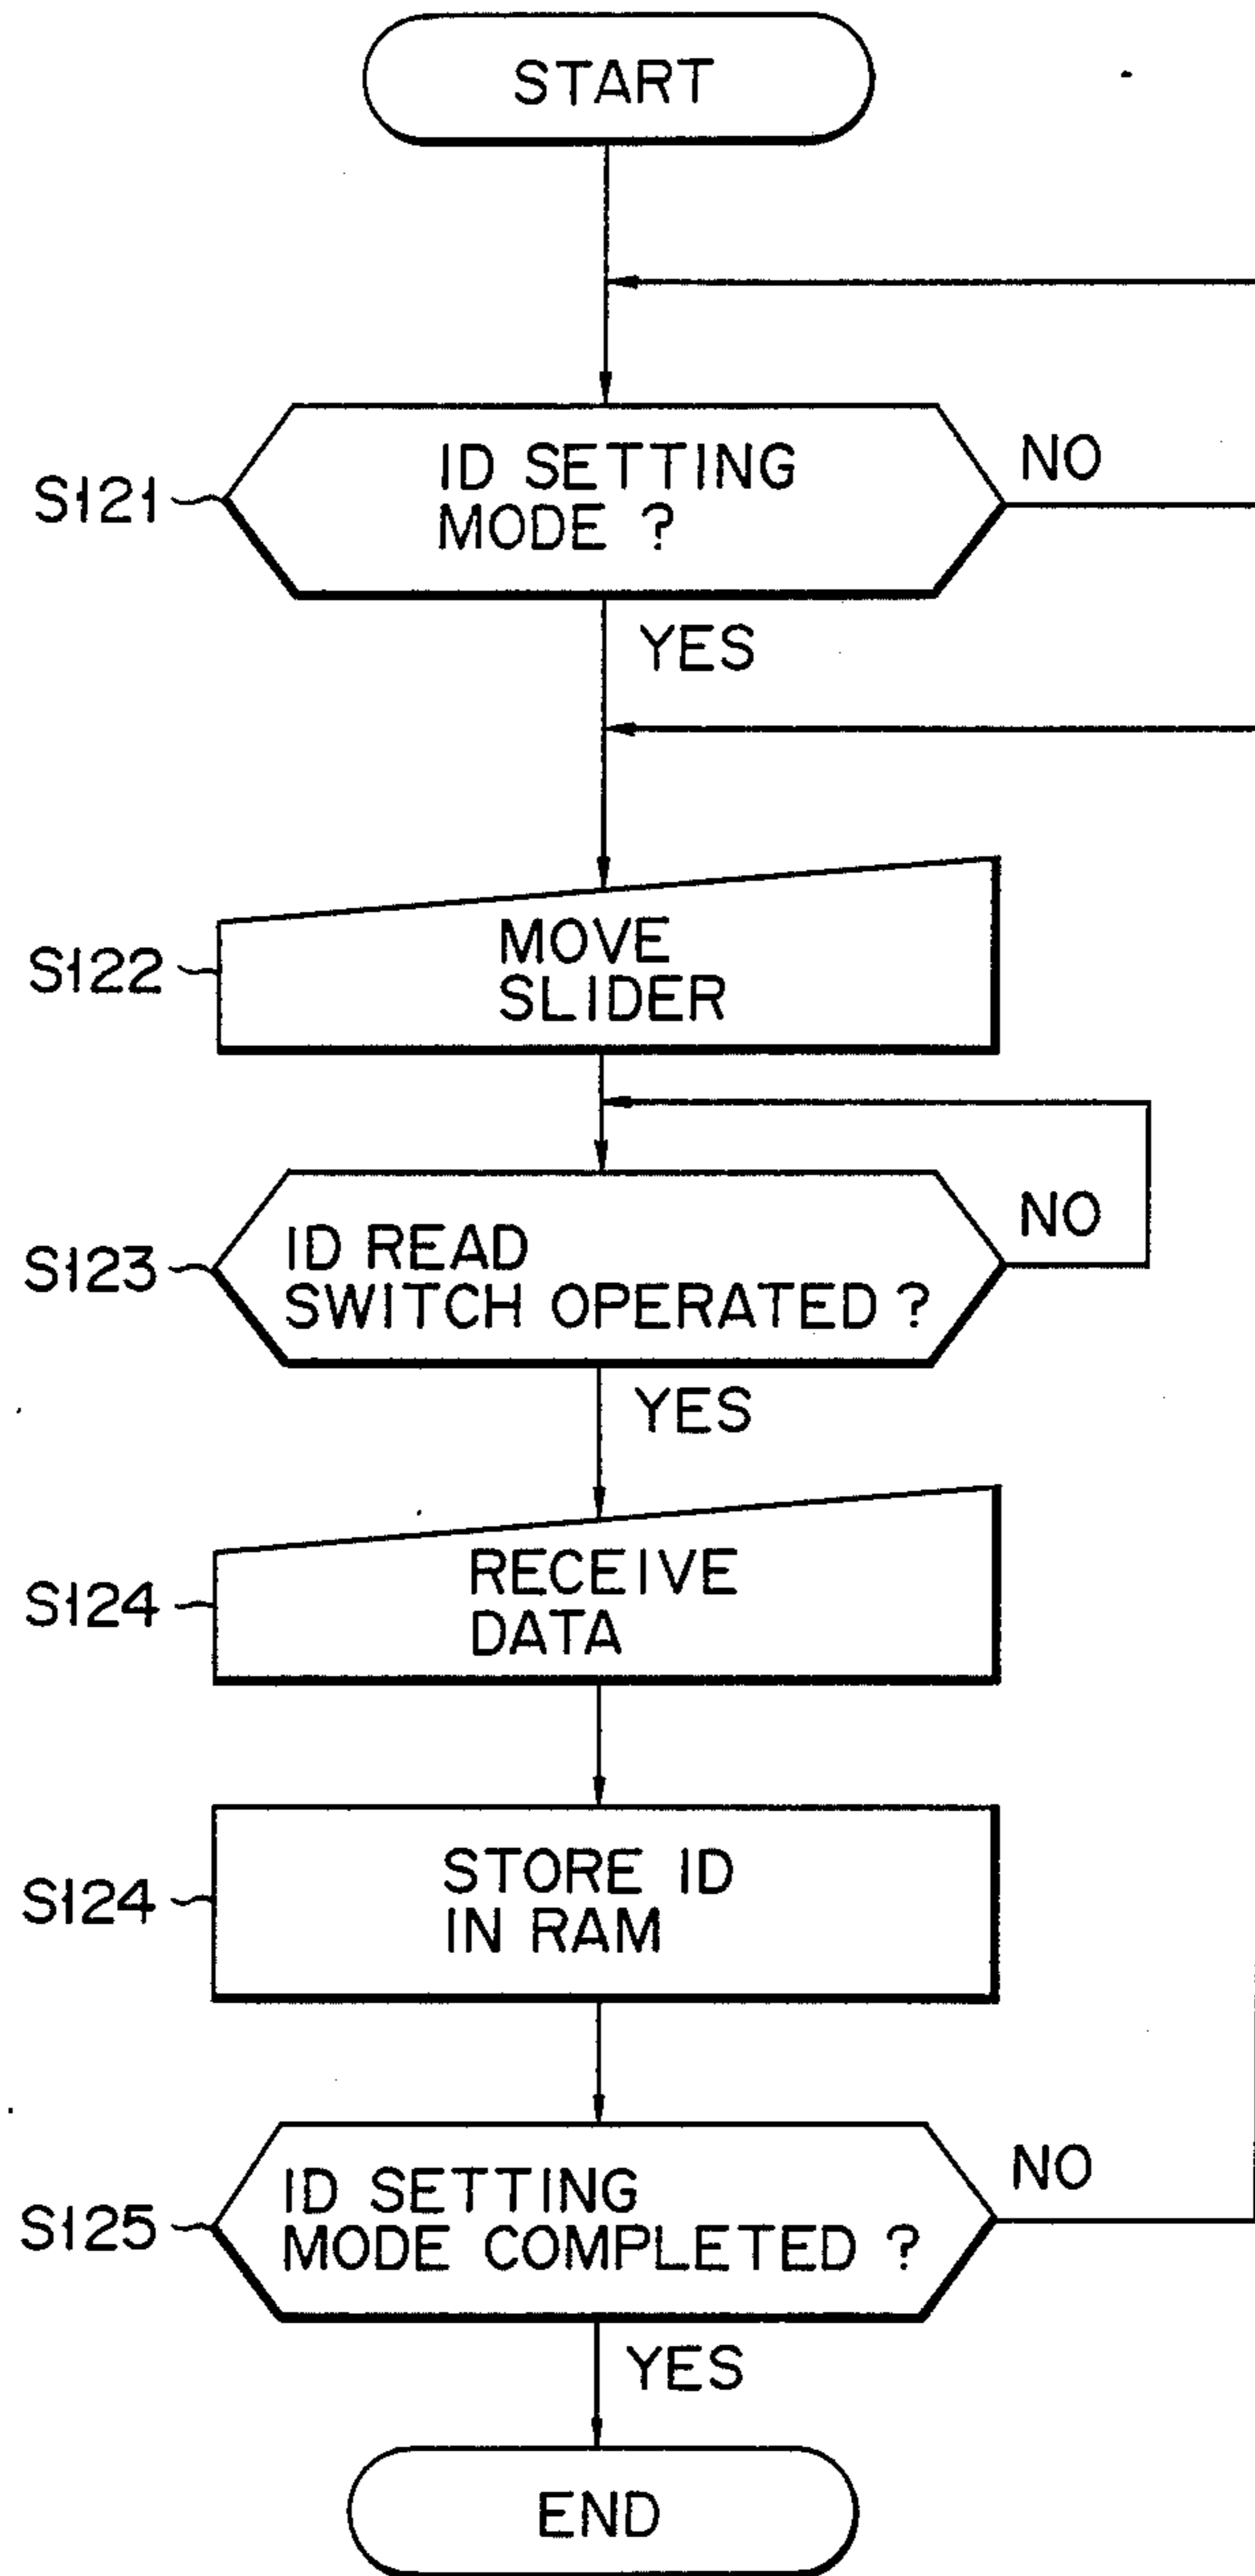 START
S121
ID SETTING
MODE ?
NO
YES
S122
MOVE
SLIDER
S123
ID READ
SWITCH OPERATED ?
NO
YES
S124
RECEIVE
DATA
S124
STORE ID
IN RAM
S125
ID SETTING
MODE COMPLETED ?
NO
YES
END